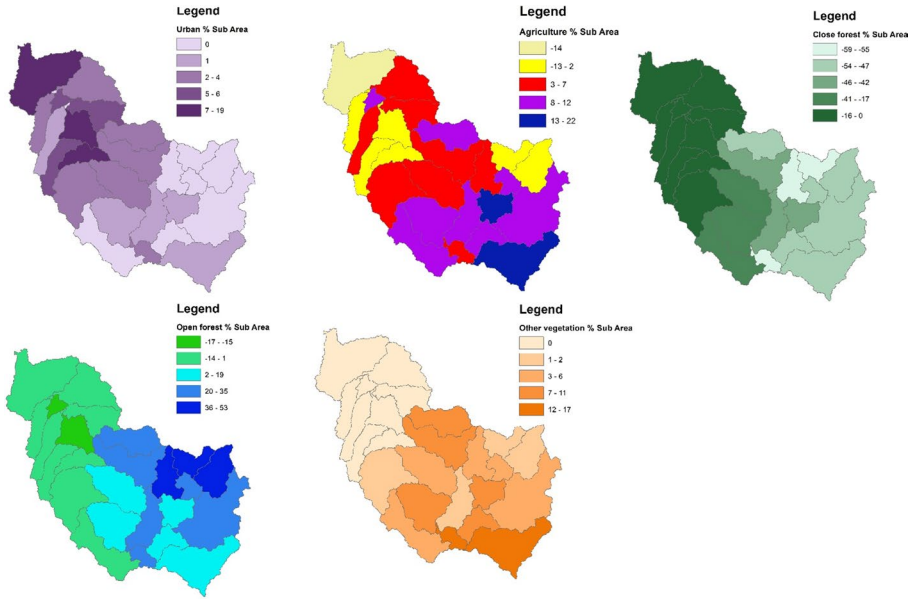 Legend
Urban % Sub Area
0
1
2 - 4
5 - 6
7 - 19
Legend
Agriculture % Sub Area
-14
-13 - 2
3 - 7
8 - 12
13 - 22
Legend
Close forest % Sub Area
-59 - -55
-54 - -47
-46 - -42
-41 - -17
-16 - 0
Legend
Open forest % Sub Area
-17 - -15
-14 - 1
2 - 19
20 - 35
36 - 53
Legend
Other vegetation % Sub Area
0
1 - 2
3 - 6
7 - 11
12 - 17